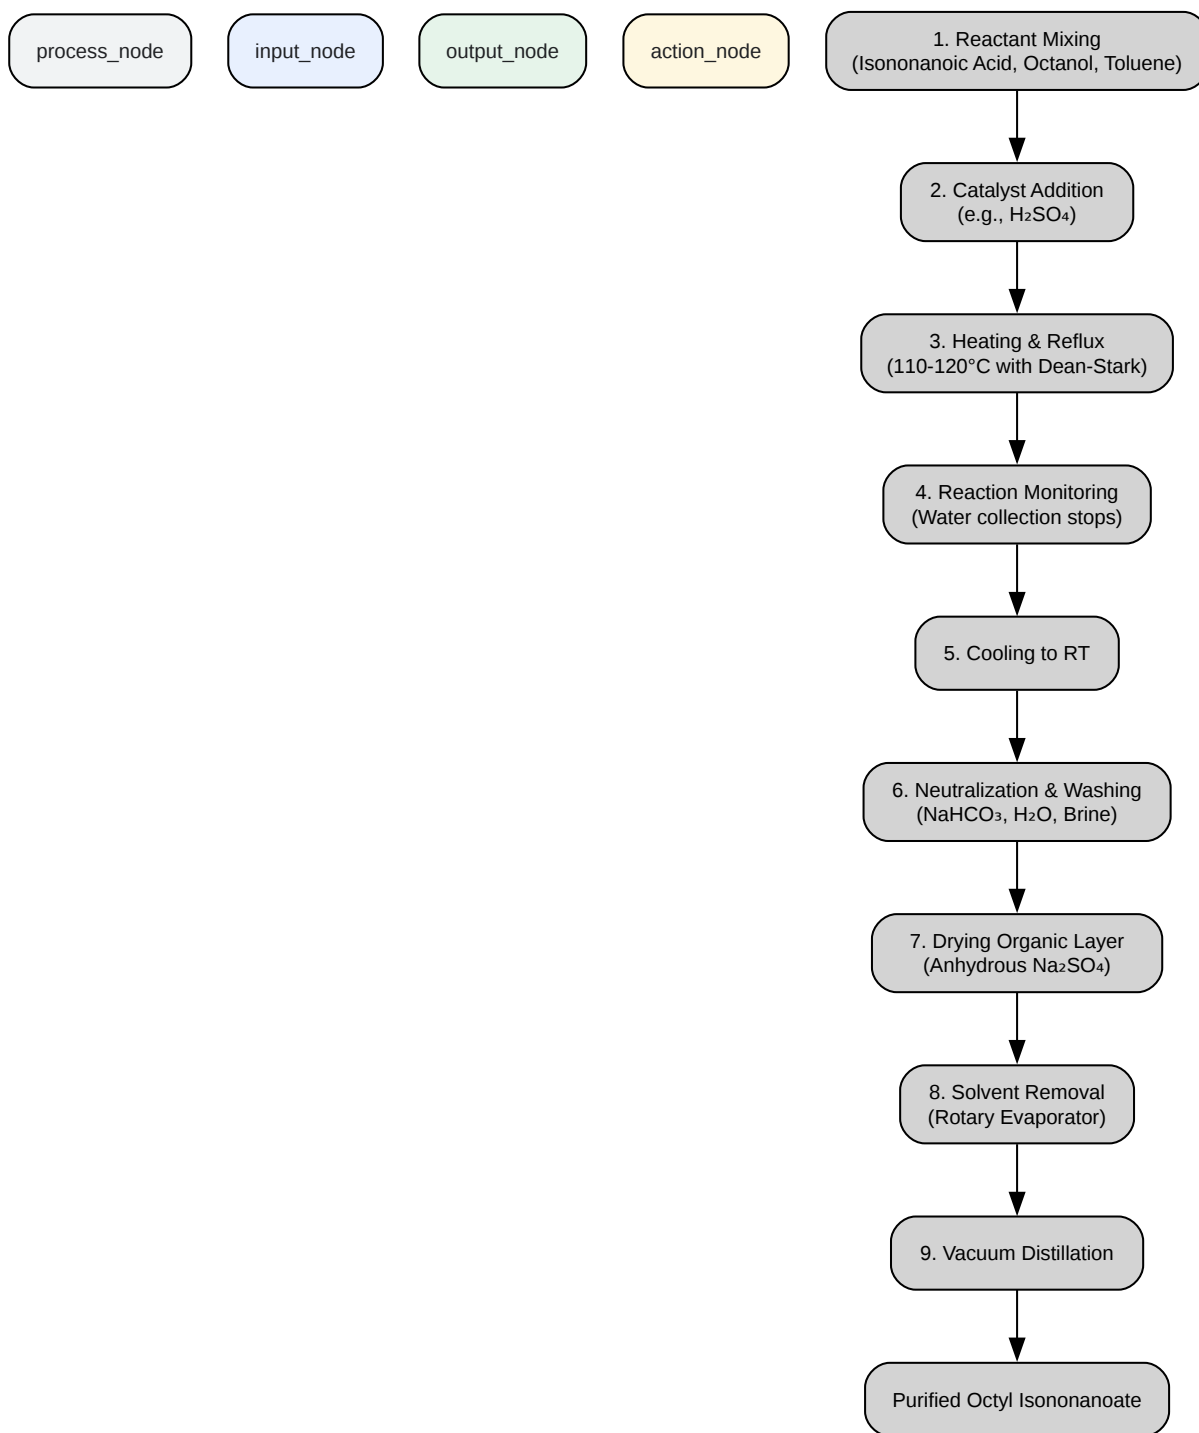 process_node
input_node
output_node
action_node
1. Reactant Mixing
(Isononanoic Acid, Octanol, Toluene)
2. Catalyst Addition
(e.g., H₂SO₄)
3. Heating & Reflux
(110-120°C with Dean-Stark)
4. Reaction Monitoring
(Water collection stops)
5. Cooling to RT
6. Neutralization & Washing
(NaHCO₃, H₂O, Brine)
7. Drying Organic Layer
(Anhydrous Na₂SO₄)
8. Solvent Removal
(Rotary Evaporator)
9. Vacuum Distillation
Purified Octyl Isononanoate